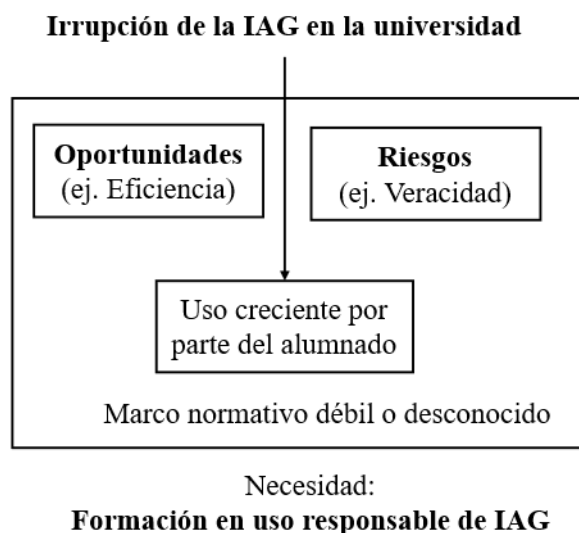 Irrupción de la IAG en la universidad
Oportunidades
(ej. Eficiencia)
Riesgos
(ej. Veracidad)
Uso creciente por
parte del alumnado
Marco normativo débil o desconocido
Necesidad:
Formación en uso responsable de IAG